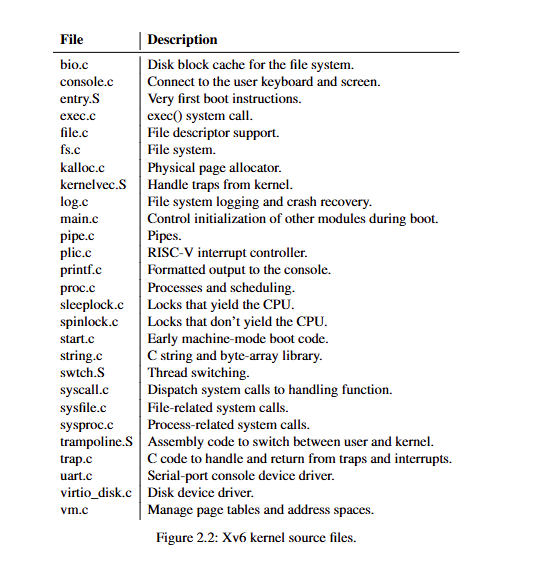 File Description
bio.c Disk block cache for the file system.
console.c Connect to the user keyboard and screen.
entry.S Very first boot instructions.
exec.c exec() system call.
file.c File descriptor support.
fs.c File system.
kalloc.c Physical page allocator.
kernelvec.S Handle traps from kernel.
log.c File system logging and crash recovery.
main.c Control initialization of other modules during boot.
pipe.c Pipes.
plic.c RISC-V interrupt controller.
printf.c Formatted output to the console.
proc.c Processes and scheduling.
sleeplock.c Locks that yield the CPU.
spinlock.c Locks that don’t yield the CPU.
start.c Early machine-mode boot code.
string.c C string and byte-array library.
swtch.S Thread switching.
syscall.c Dispatch system calls to handling function.
sysfile.c File-related system calls.
sysproc.c Process-related system calls.
trampoline.S Assembly code to switch between user and kernel.
trap.c C code to handle and return from traps and interrupts.
uart.c Serial-port console device driver.
virtio_disk.c Disk device driver.
vm.c Manage page tables and address spaces.
Figure 2.2: Xv6 kernel source files.